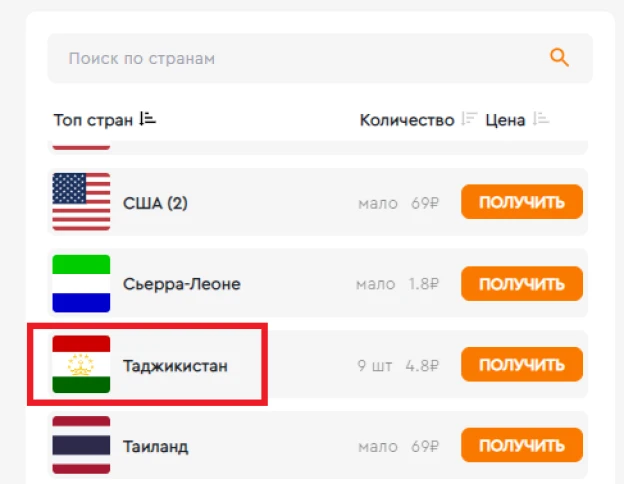 Поиск по странам
Топ стран Количество Цена
США (2) мало 69₽ ПОЛУЧИТЬ
Сьерра-Леоне мало 1.8₽ ПОЛУЧИТЬ
Таджикистан 9 шт 4.8₽ ПОЛУЧИТЬ
Таиланд мало 69₽ ПОЛУЧИТЬ